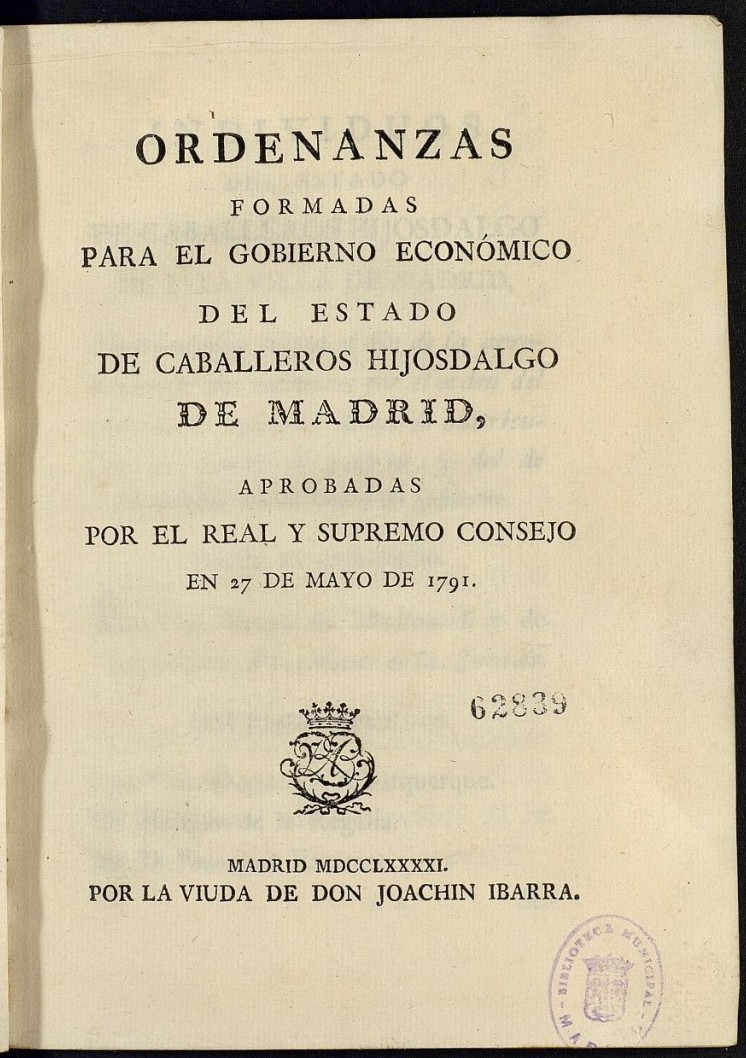 ORDENANZAS
FORMADAS
PARA EL GOBIERNO ECONÓMICO
DEL ESTADO
DE CABALLEROS HIJOSDALGO
DE MADRID,
APROBADAS
POR EL REAL Y SUPREMO CONSEJO
EN 27 DE MAYO DE 1791.
62839
MADRID MDCCLXXXXI.
POR LA VIUDA DE DON JOACHIN IBARRA.
BIBLIOTECA MUNICIPAL